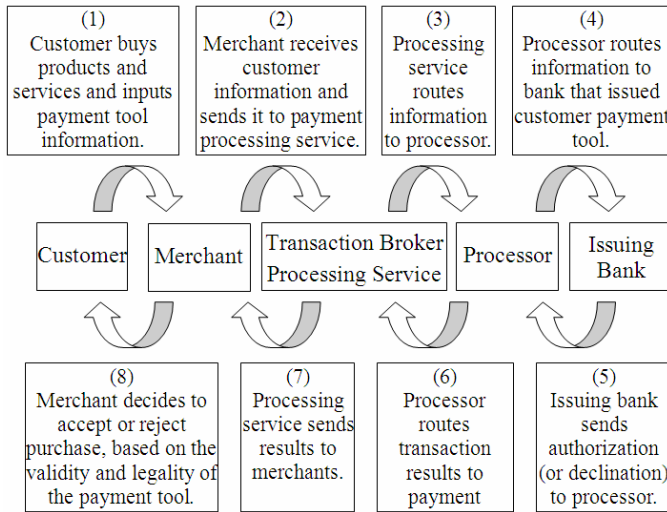 (1)
Customer buys
products and
services and inputs
payment tool
information.
(2)
Merchant receives
customer
information and
sends it to payment
processing service.
(3)
Processing
service
routes
information
to processor.
(4)
Processor routes
information to
bank that issued
customer payment
tool.
Customer
Merchant
Transaction Broker
Processing Service
Processor
Issuing
Bank
(8)
Merchant decides to
accept or reject
purchase, based on the
validity and legality of
the payment tool.
(7)
Processing
service sends
results to
merchants.
(6)
Processor
routes
transaction
results to
payment
(5)
Issuing bank
sends
authorization
(or declination)
to processor.